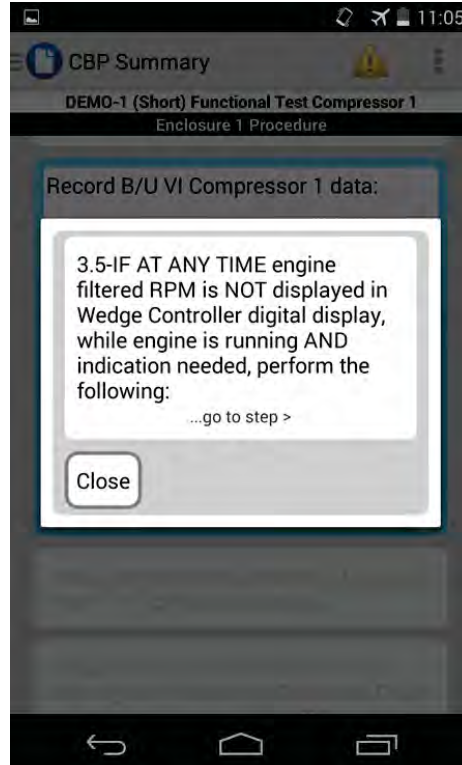 11:05
CBP Summary
DEMO-1 (Short) Functional Test Compressor 1
Enclosure 1 Procedure
Record B/U VI Compressor 1 data:
3.5-IF AT ANY TIME engine
filtered RPM is NOT displayed in
Wedge Controller digital display,
while engine is running AND
indication needed, perform the
following:
...go to step >
Close